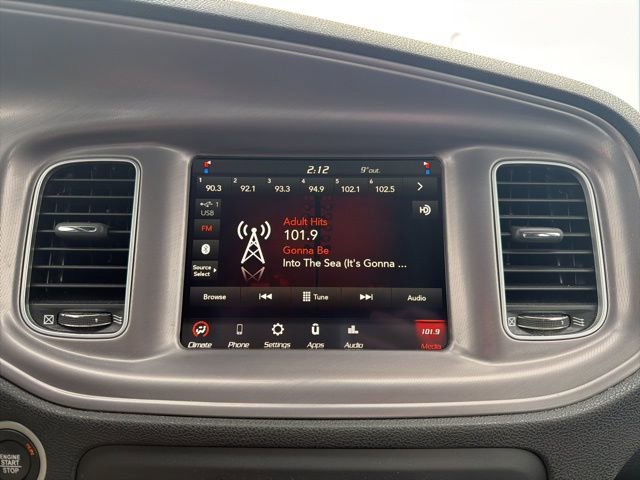 2:12 9°out.
1 2 3 4 5 6
90.3 92.1 93.3 94.9 102.1 102.5
1
USB
FM
Source
Select
Adult Hits
101.9
Gonna Be
Into The Sea (It's Gonna ...
Browse Tune Audio
101.9
Climate Phone Settings Apps Audio Media
ENGINE
START
STOP